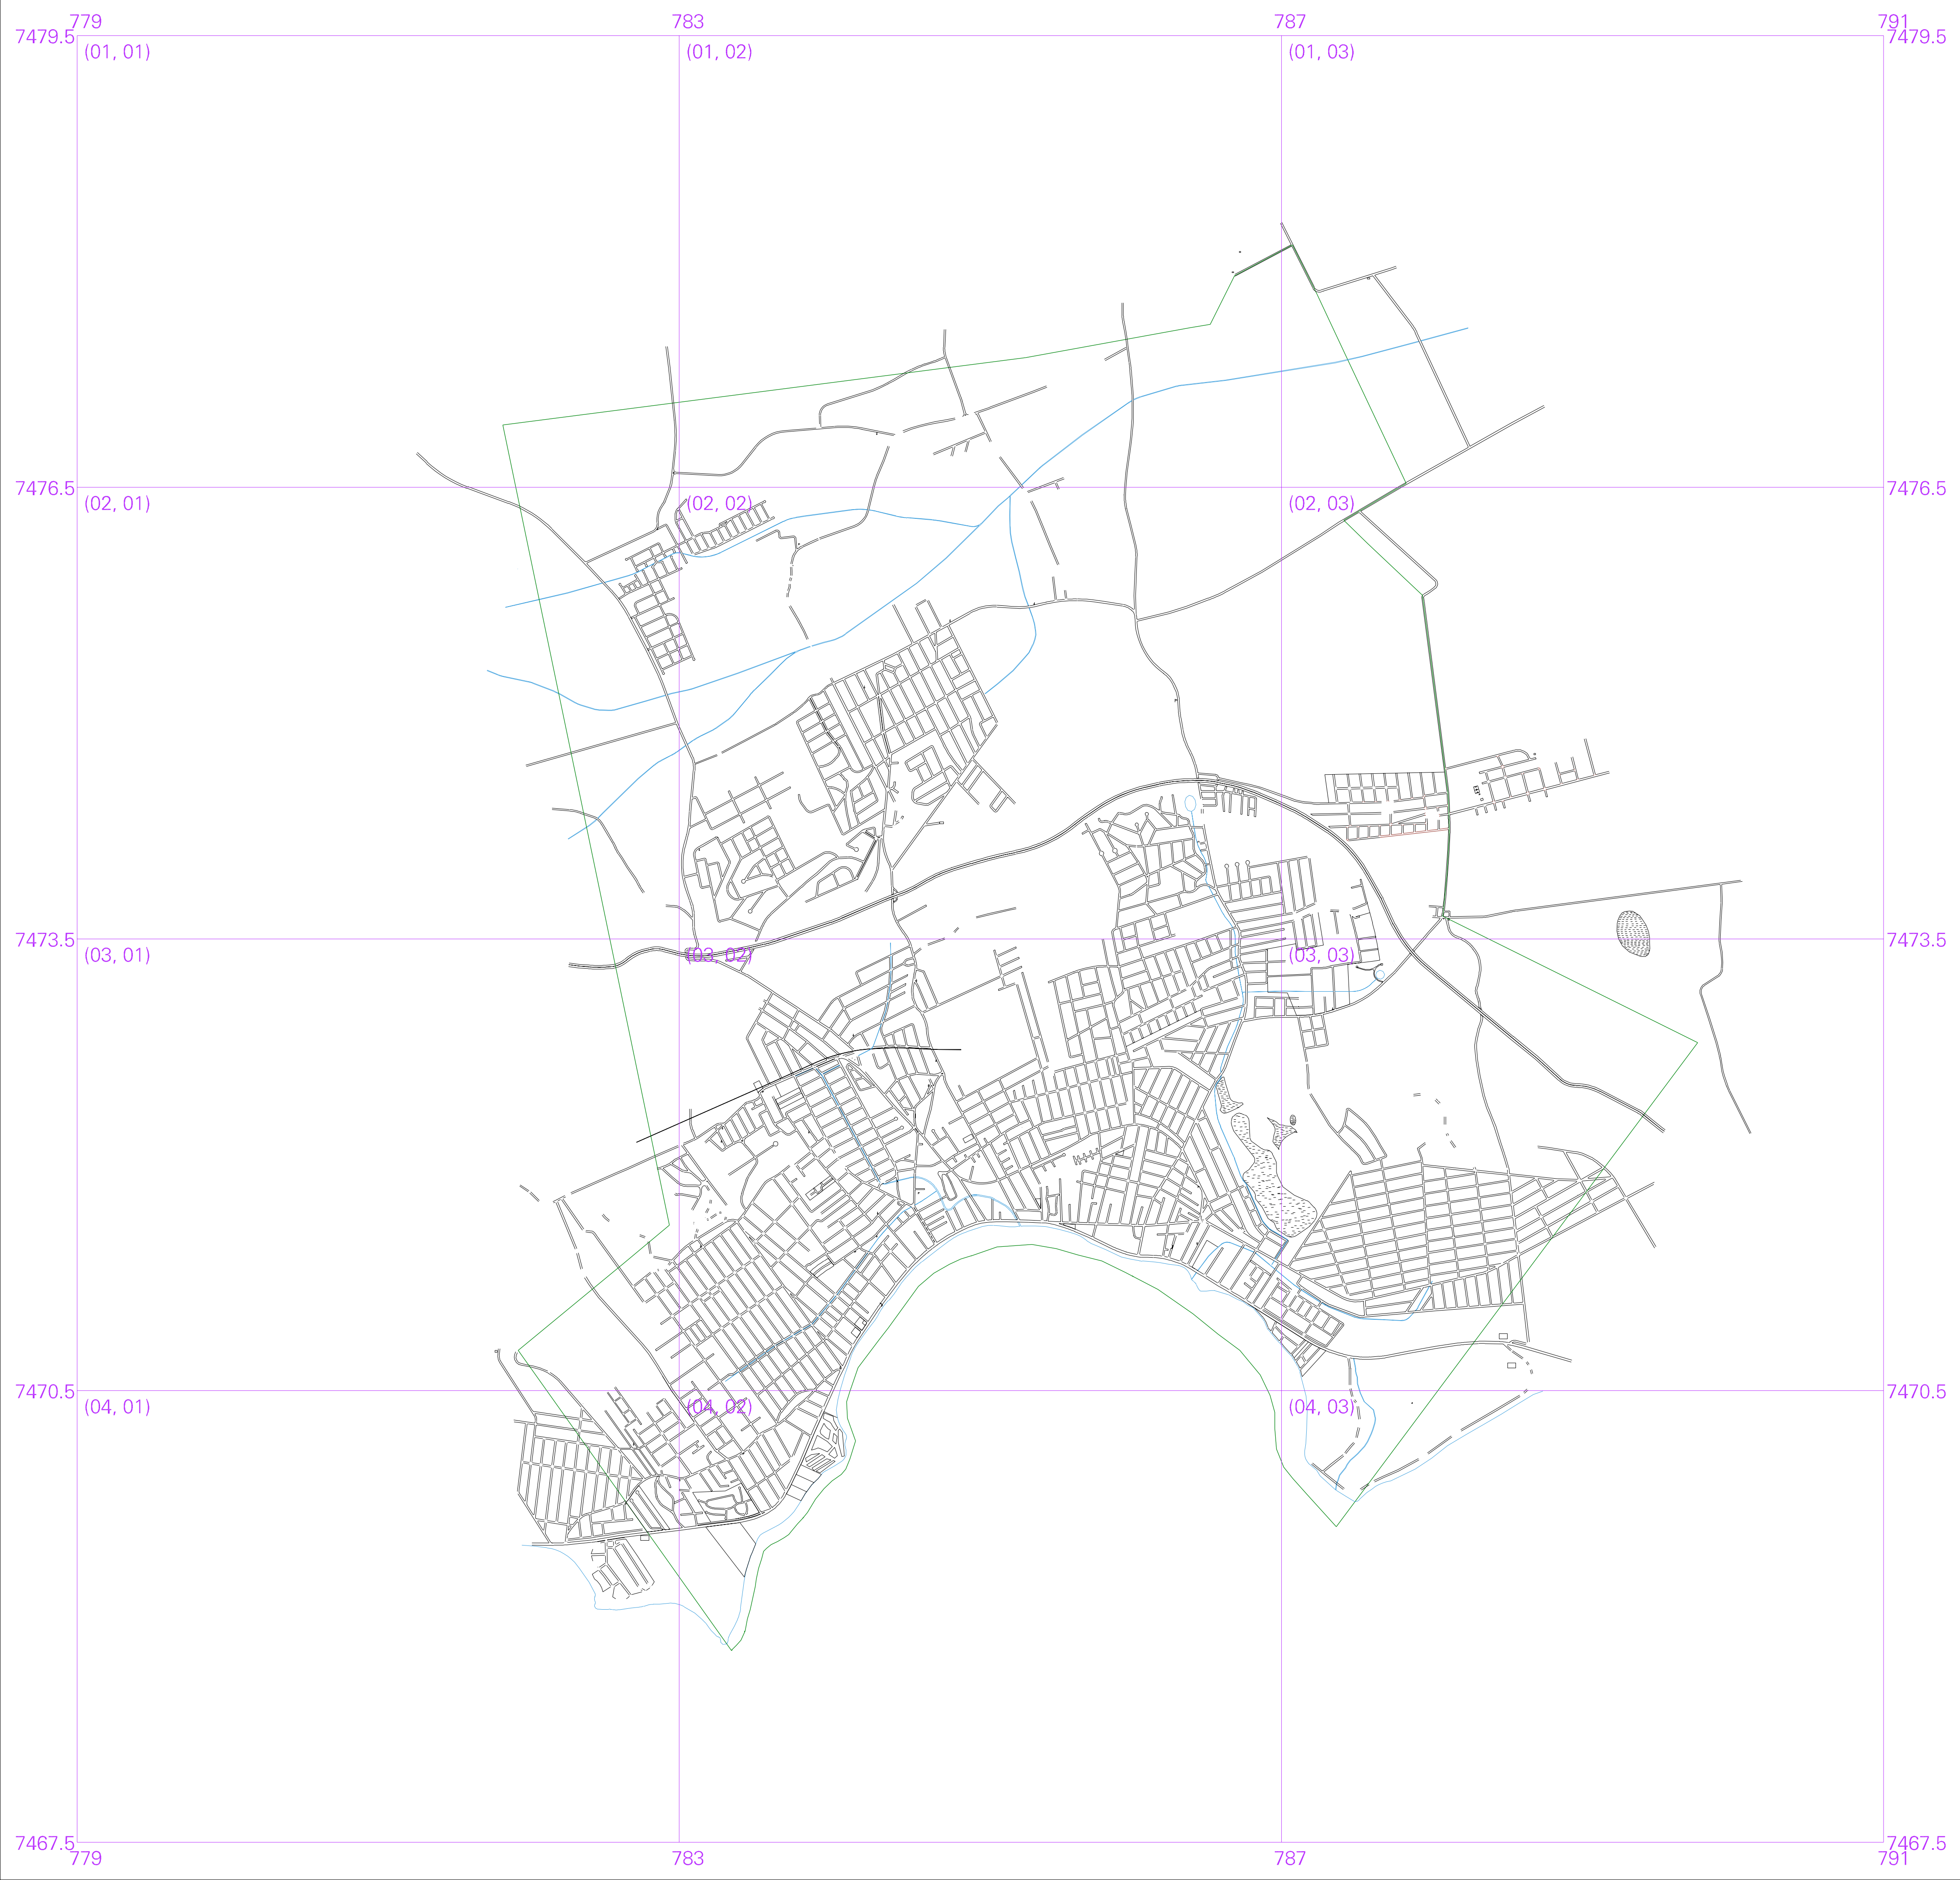 779 783 787 791
7479.5 7479.5
(01, 01) (01, 02) (01, 03)
7476.5 7476.5
(02, 01) (02, 02) (02, 03)
7473.5 7473.5
(03, 01) (03, 02) (03, 03)
7470.5 7470.5
(04, 01) (04, 02) (04, 03)
7467.5 7467.5
779 783 787 791